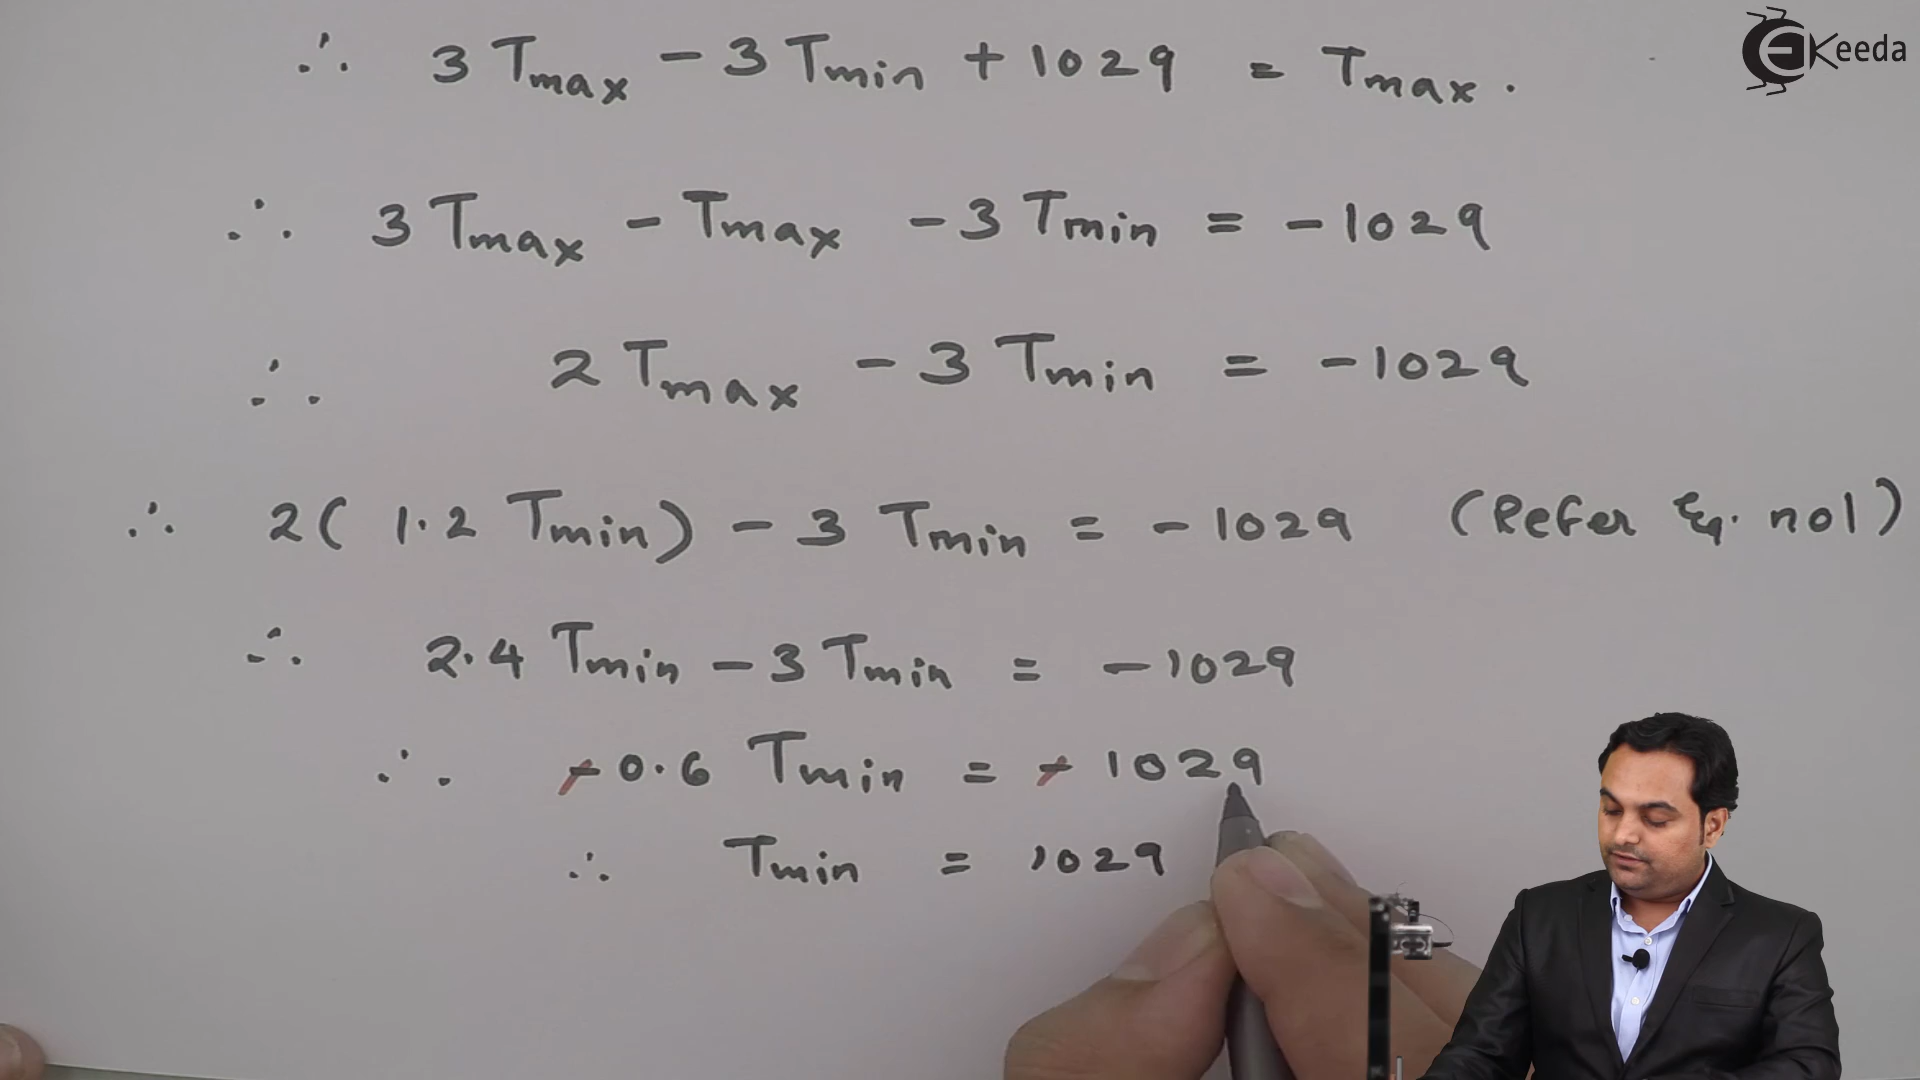 ∴ 3 Tmax - 3 Tmin + 1029 = Tmax.
Keeda
∴ 3 Tmax - Tmax - 3 Tmin = -1029
∴ 2 Tmax - 3 Tmin = -1029
∴ 2( 1.2 Tmin) - 3 Tmin = -1029 (Refer Eq. no1)
∴ 2.4 Tmin - 3 Tmin = -1029
∴ -0.6 Tmin = -1029
∴ Tmin = 1029